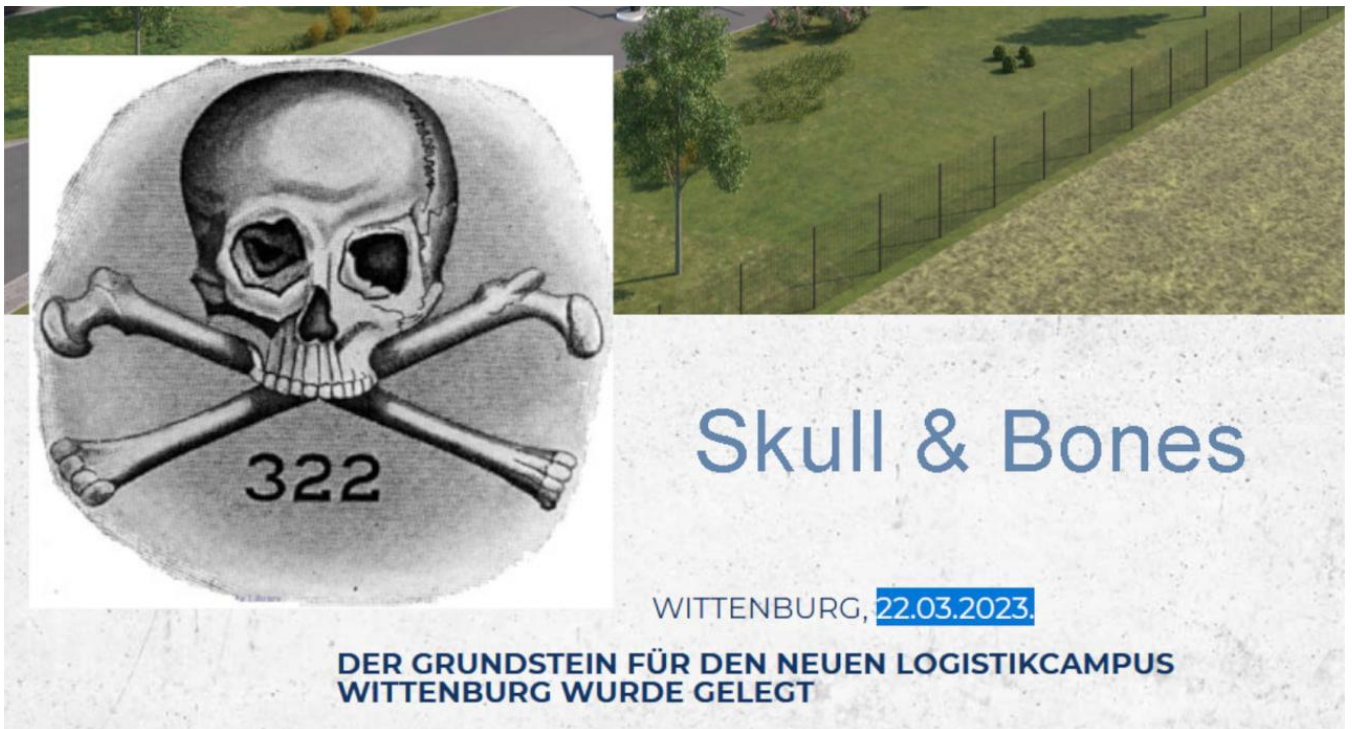 322
Skull & Bones
WITTENBURG, 22.03.2023.
DER GRUNDSTEIN FÜR DEN NEUEN LOGISTIKCAMPUS
WITTENBURG WURDE GELEGT